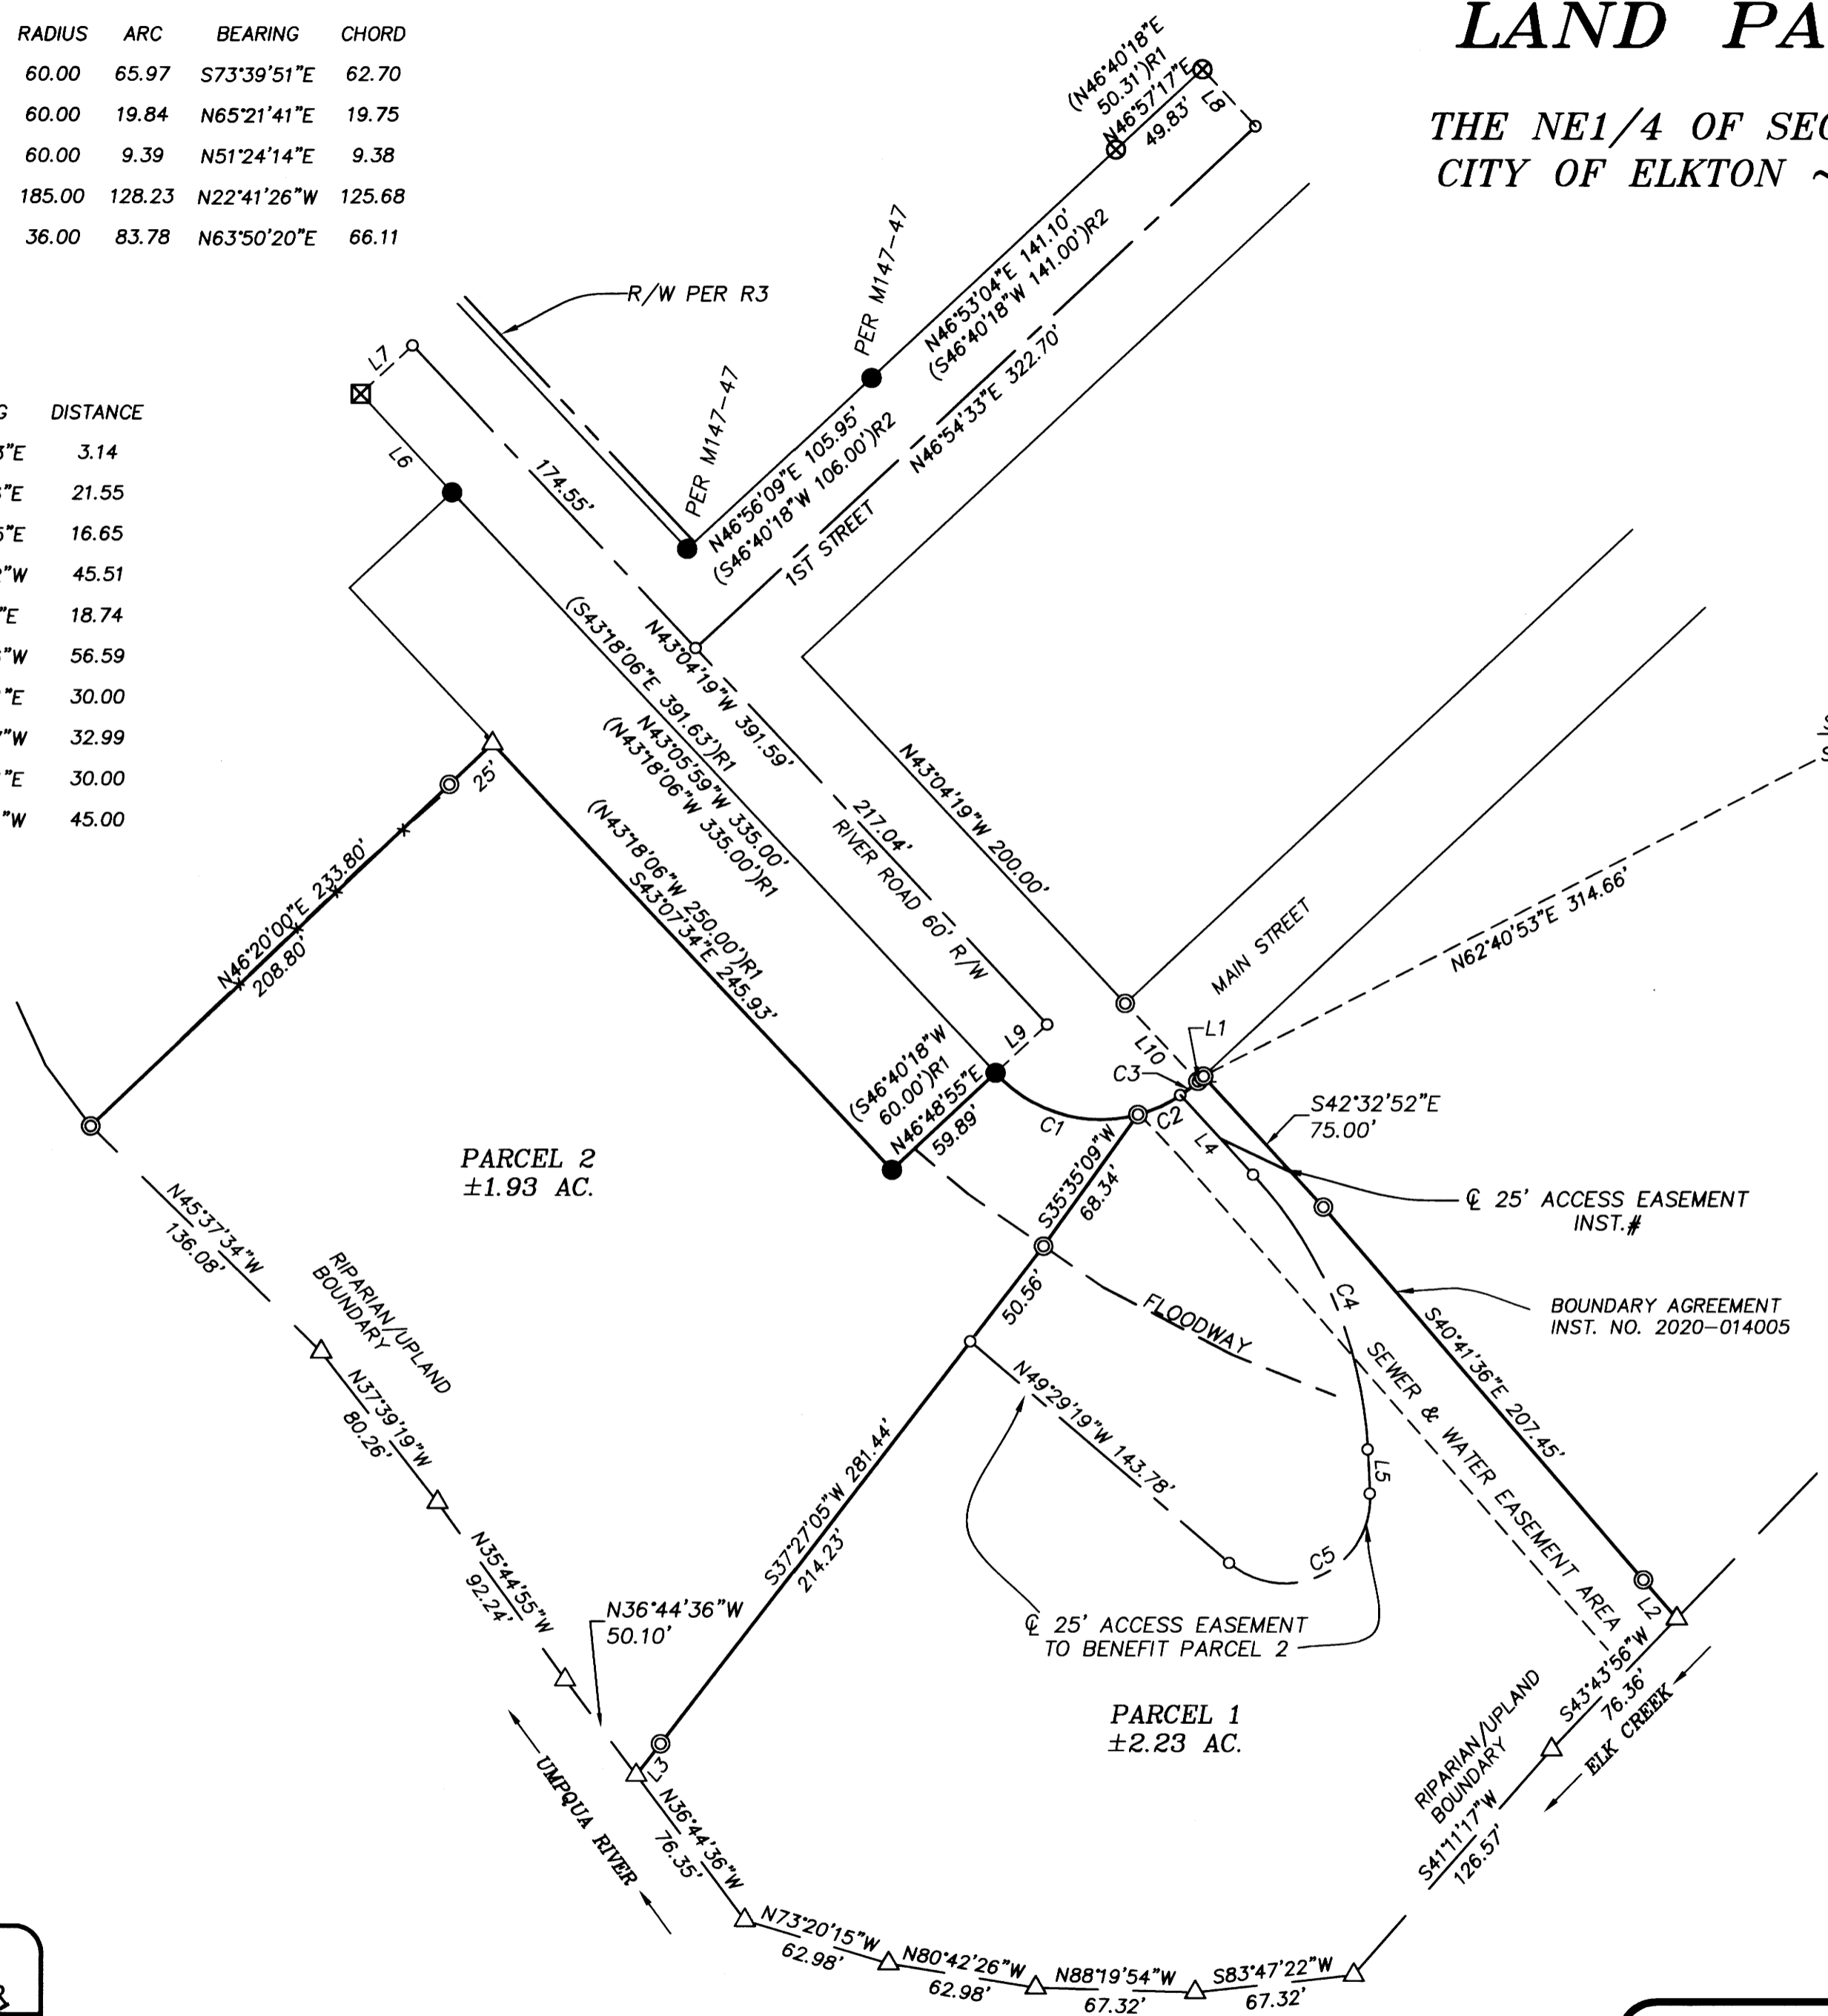 LAND PA
THE NE1/4 OF SEC
CITY OF ELKTON ~
RADIUS ARC BEARING CHORD
60.00 65.97 S73°39'51"E 62.70
60.00 19.84 N65°21'41"E 19.75
60.00 9.39 N51°24'14"E 9.38
185.00 128.23 N22°41'26"W 125.68
36.00 83.78 N63°50'20"E 66.11
G DISTANCE
"E 3.14
"E 21.55
"E 16.65
"W 45.51
"E 18.74
"W 56.59
"E 30.00
"W 32.99
"E 30.00
"W 45.00
(N46°40'18"E
50.31')R1
N46°57'17"E
49.83'
L8
R/W PER R3
PER M147-47
N46°53'04"E 141.10'
(S46°40'18"W 141.00')R2
L7
L6
174.55'
PER M147-47
N46°56'09"E 105.95'
(S46°40'18"W 106.00')R2
N46°54'33"E 322.70'
1ST STREET
(S43°18'06"E 391.63')R1
N43°04'19"W 391.59'
N43°05'59"W 335.00'
(N43°18'06"W 335.00')R1
217.04'
RIVER ROAD 60' R/W
N43°04'19"W 200.00'
25'
(N43°18'06"W 250.00')R1
S43°07'34"E 245.93'
N46°20'00"E 233.80'
208.80'
MAIN STREET
N62°40'53"E 314.66'
L9
L10
L1
C3
(S46°40'18"W
60.00')R1
N46°48'55"E
59.89'
C1
C2
L4
S42°32'52"E
75.00'
S35°35'09"W
68.34'
PARCEL 2
±1.93 AC.
℄ 25' ACCESS EASEMENT
INST.#
N45°37'34"W
136.08'
RIPARIAN/UPLAND
BOUNDARY
50.56'
FLOODWAY
C4
BOUNDARY AGREEMENT
INST. NO. 2020-014005
S40°41'36"E 207.45'
SEWER & WATER EASEMENT AREA
N37°39'19"W
80.26'
N49°29'19"W 143.78'
L5
C5
S37°27'05"W 281.44'
214.23'
N35°44'55"W
92.24'
N36°44'36"W
50.10'
℄ 25' ACCESS EASEMENT
TO BENEFIT PARCEL 2
L2
S43°43'56"W
76.36'
ELK CREEK
RIPARIAN/UPLAND
BOUNDARY
PARCEL 1
±2.23 AC.
L3
UMPQUA RIVER
N36°44'36"W
76.35'
S41°11'17"W
126.57'
N73°20'15"W
62.98'
N80°42'26"W
62.98'
N88°19'54"W
67.32'
S83°47'22"W
67.32'